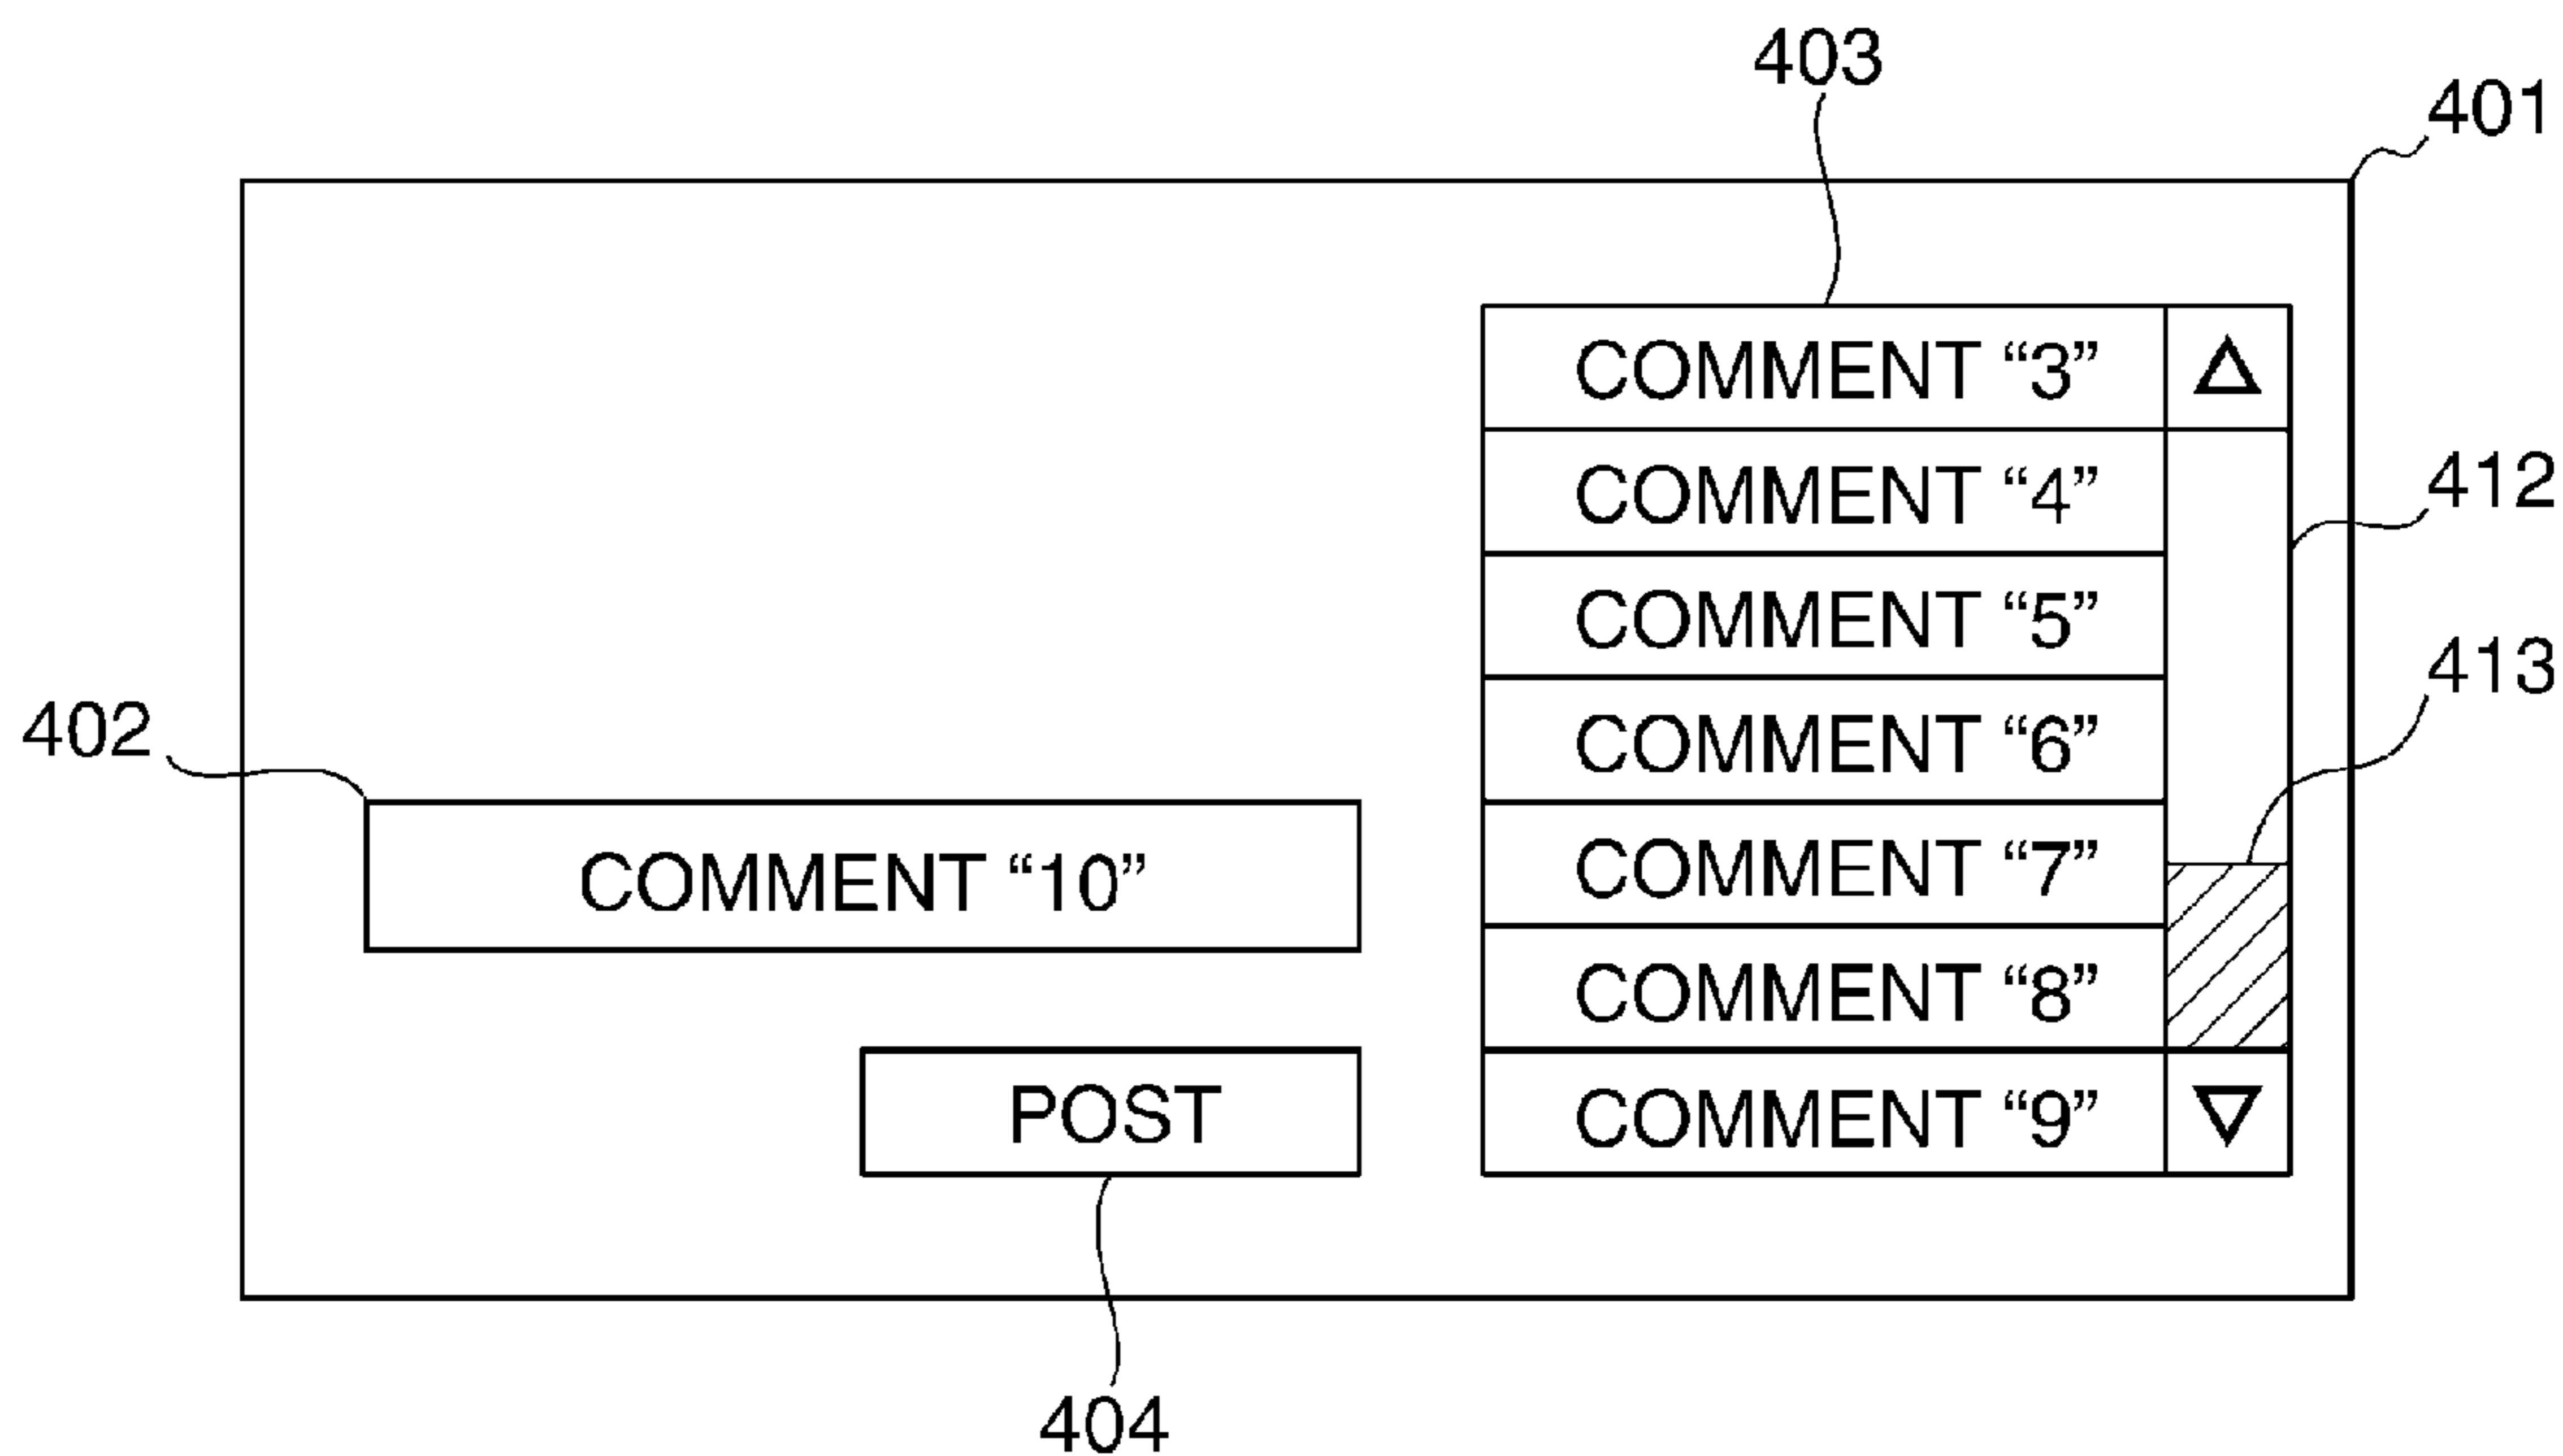 403
401
COMMENT “3”
COMMENT “4”
412
COMMENT “5”
413
COMMENT “6”
402
COMMENT “7”
COMMENT “10”
COMMENT “8”
POST
COMMENT “9”
404